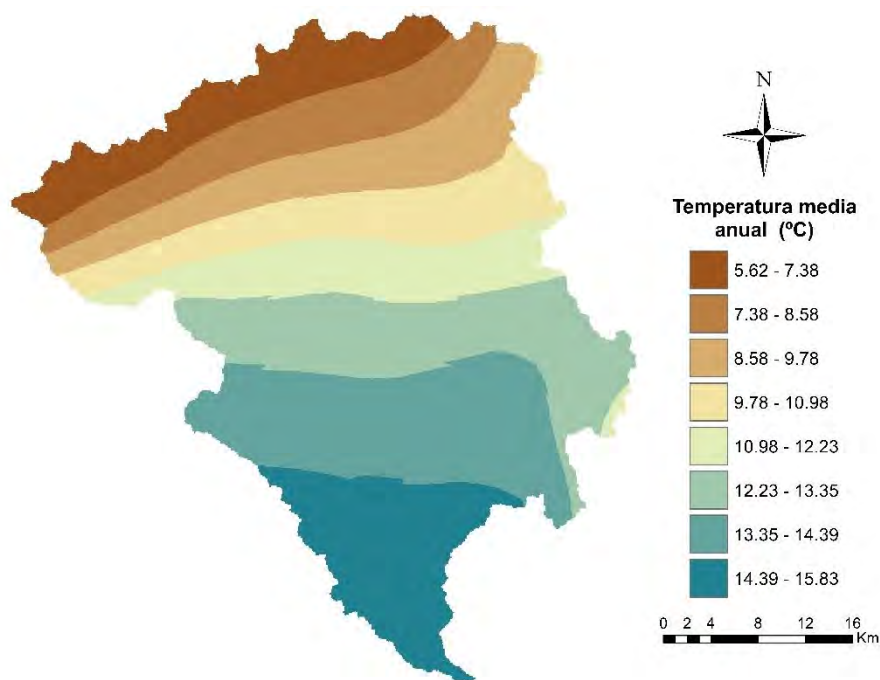 N
Temperatura media
anual (ºC)
5.62 - 7.38
7.38 - 8.58
8.58 - 9.78
9.78 - 10.98
10.98 - 12.23
12.23 - 13.35
13.35 - 14.39
14.39 - 15.83
0 2 4 8 12 16
Km